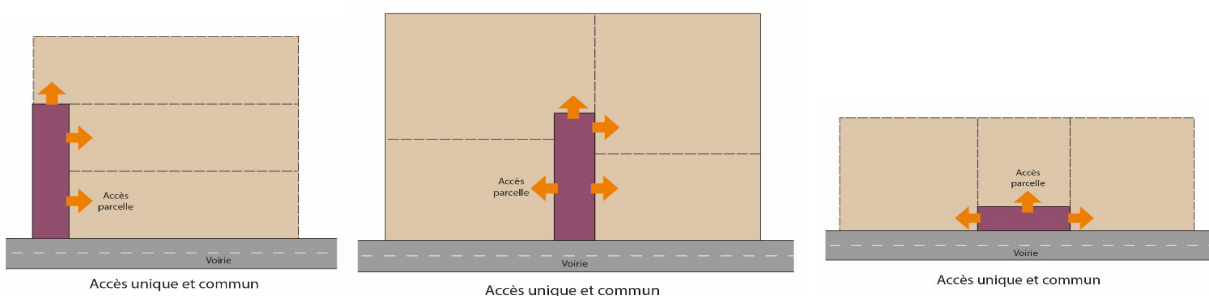 Accès
parcelle
Voirie
Accès unique et commun
Accès
parcelle
Voirie
Accès unique et commun
Accès
parcelle
Voirie
Accès unique et commun